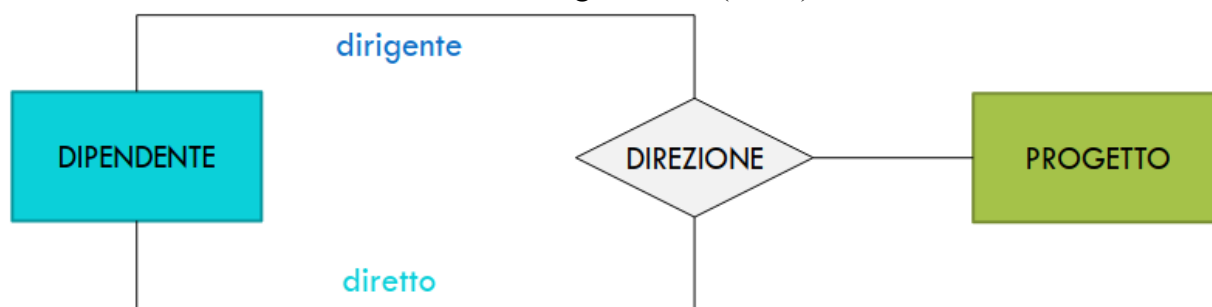 dirigente
DIPENDENTE
DIREZIONE
PROGETTO
diretto